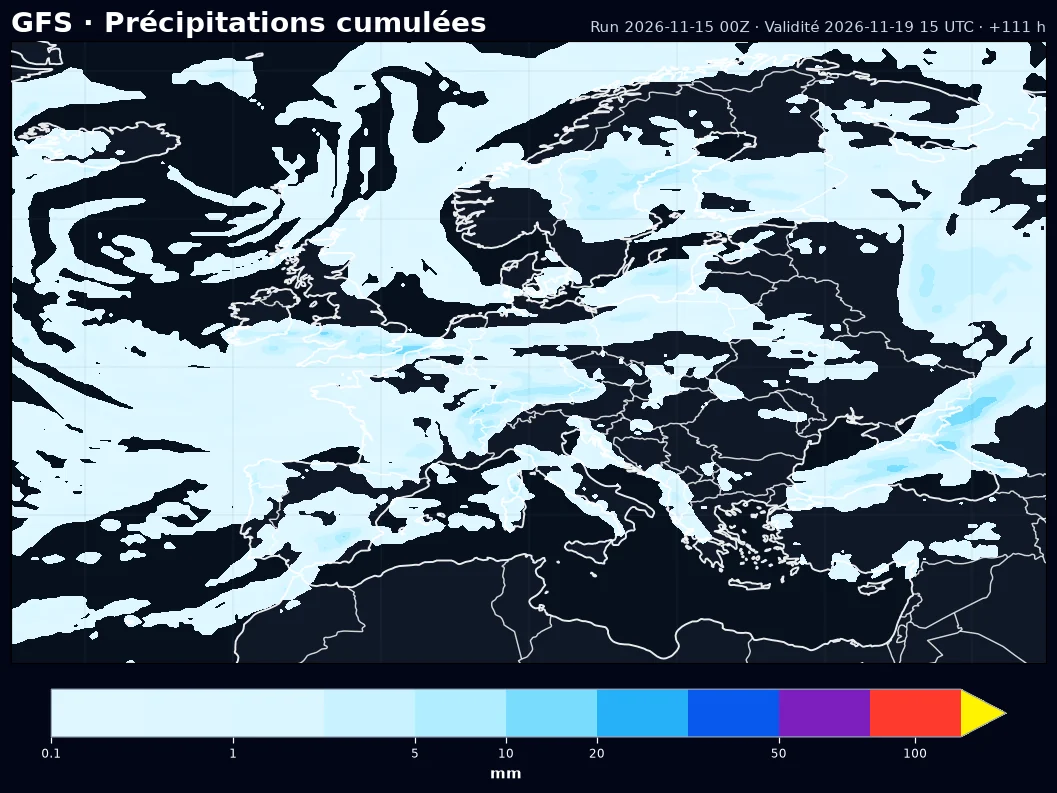 GFS · Précipitations cumulées
Run 2026-11-15 00Z · Validité 2026-11-19 15 UTC · +111 h
0.1 1 5 10 20 50 100
mm